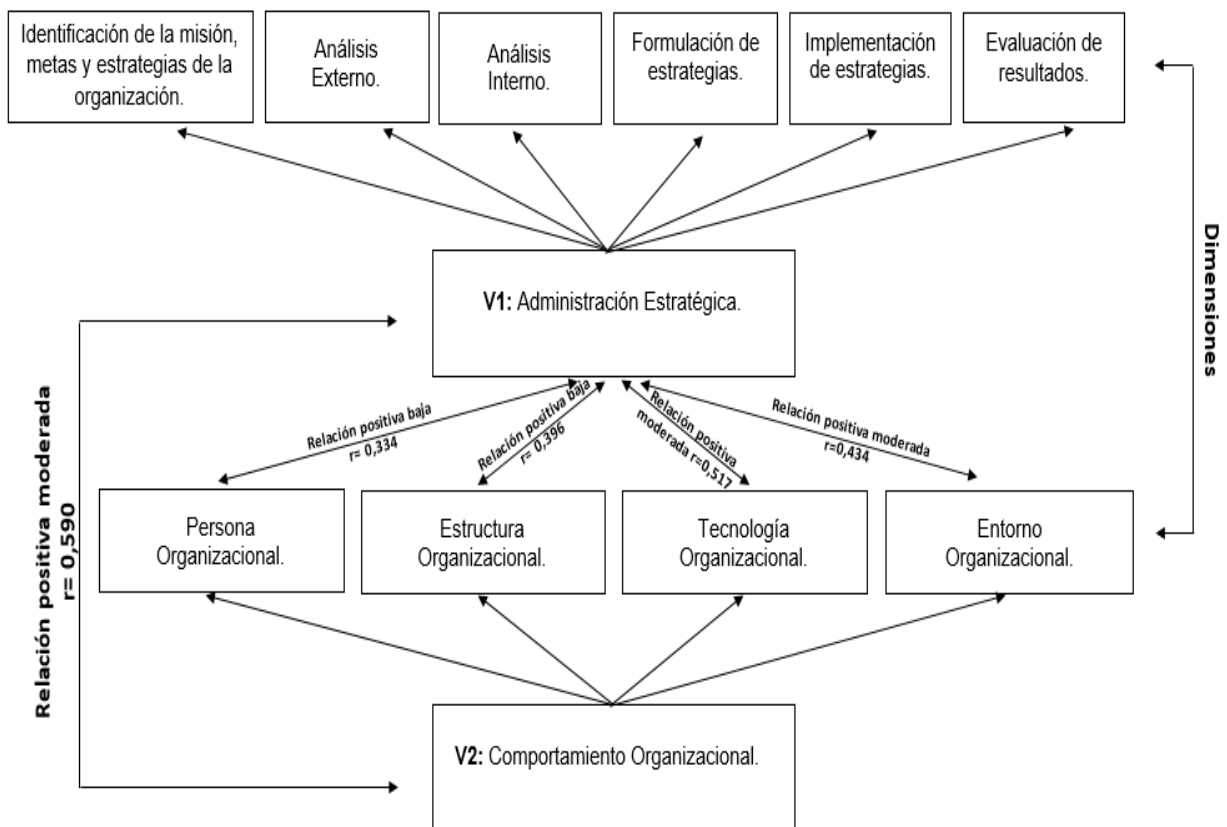 Identificación de la misión,
metas y estrategias de la
organización.
Análisis
Externo.
Análisis
Interno.
Formulación de
estrategias.
Implementación
de estrategias.
Evaluación de
resultados.
Dimensiones
V1: Administración Estratégica.
Relación positiva moderada
r= 0,590
Relación positiva baja
r= 0,334
Relación positiva baja
r= 0,396
Relación positiva
moderada r=0,517
Relación positiva moderada
r=0,434
Persona
Organizacional.
Estructura
Organizacional.
Tecnología
Organizacional.
Entorno
Organizacional.
V2: Comportamiento Organizacional.